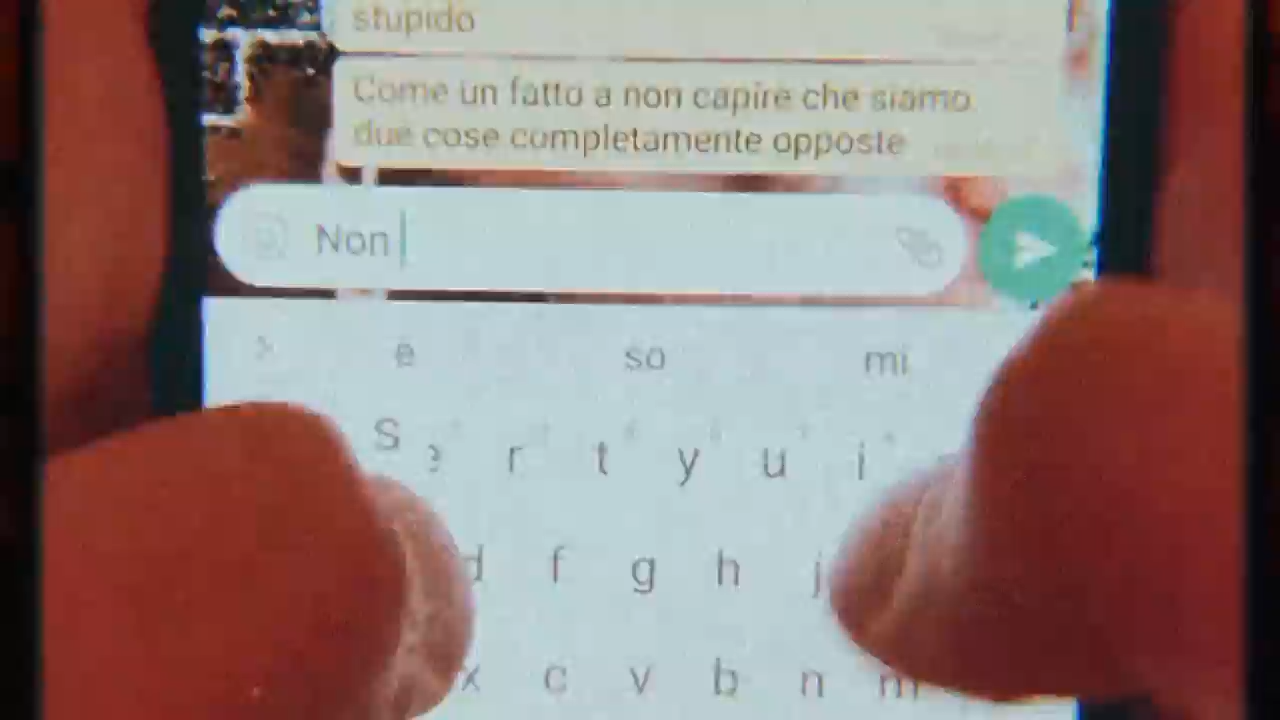 stupido
Come un fatto a non capire che siamo
due cose completamente opposte
Non
e so mi
S
r t y u i
d f g h j
x c v b n m